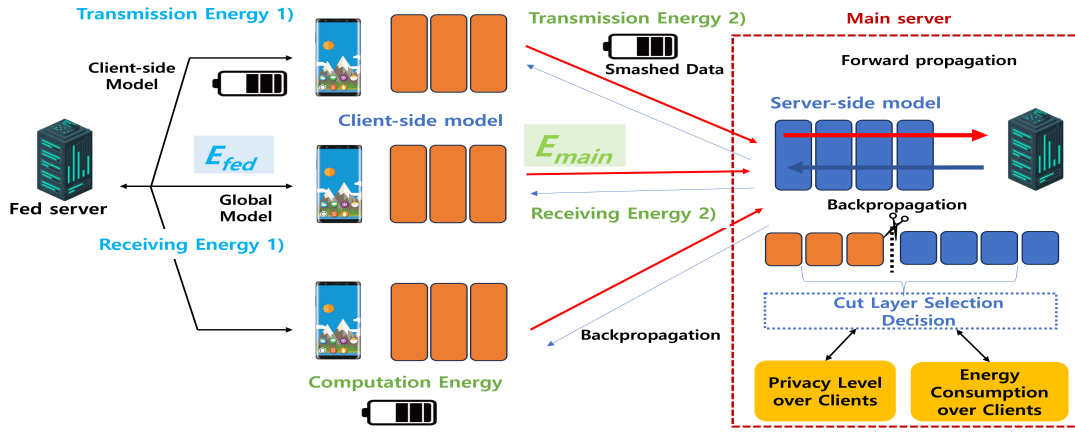 Transmission Energy 1)
Transmission Energy 2)
Main server
Client-side
Model
Smashed Data
Forward propagation
Server-side model
Client-side model
E_fed
E_main
Fed server
Global
Model
Receiving Energy 2)
Backpropagation
Receiving Energy 1)
Cut Layer Selection
Decision
Backpropagation
Computation Energy
Privacy Level
over Clients
Energy
Consumption
over Clients